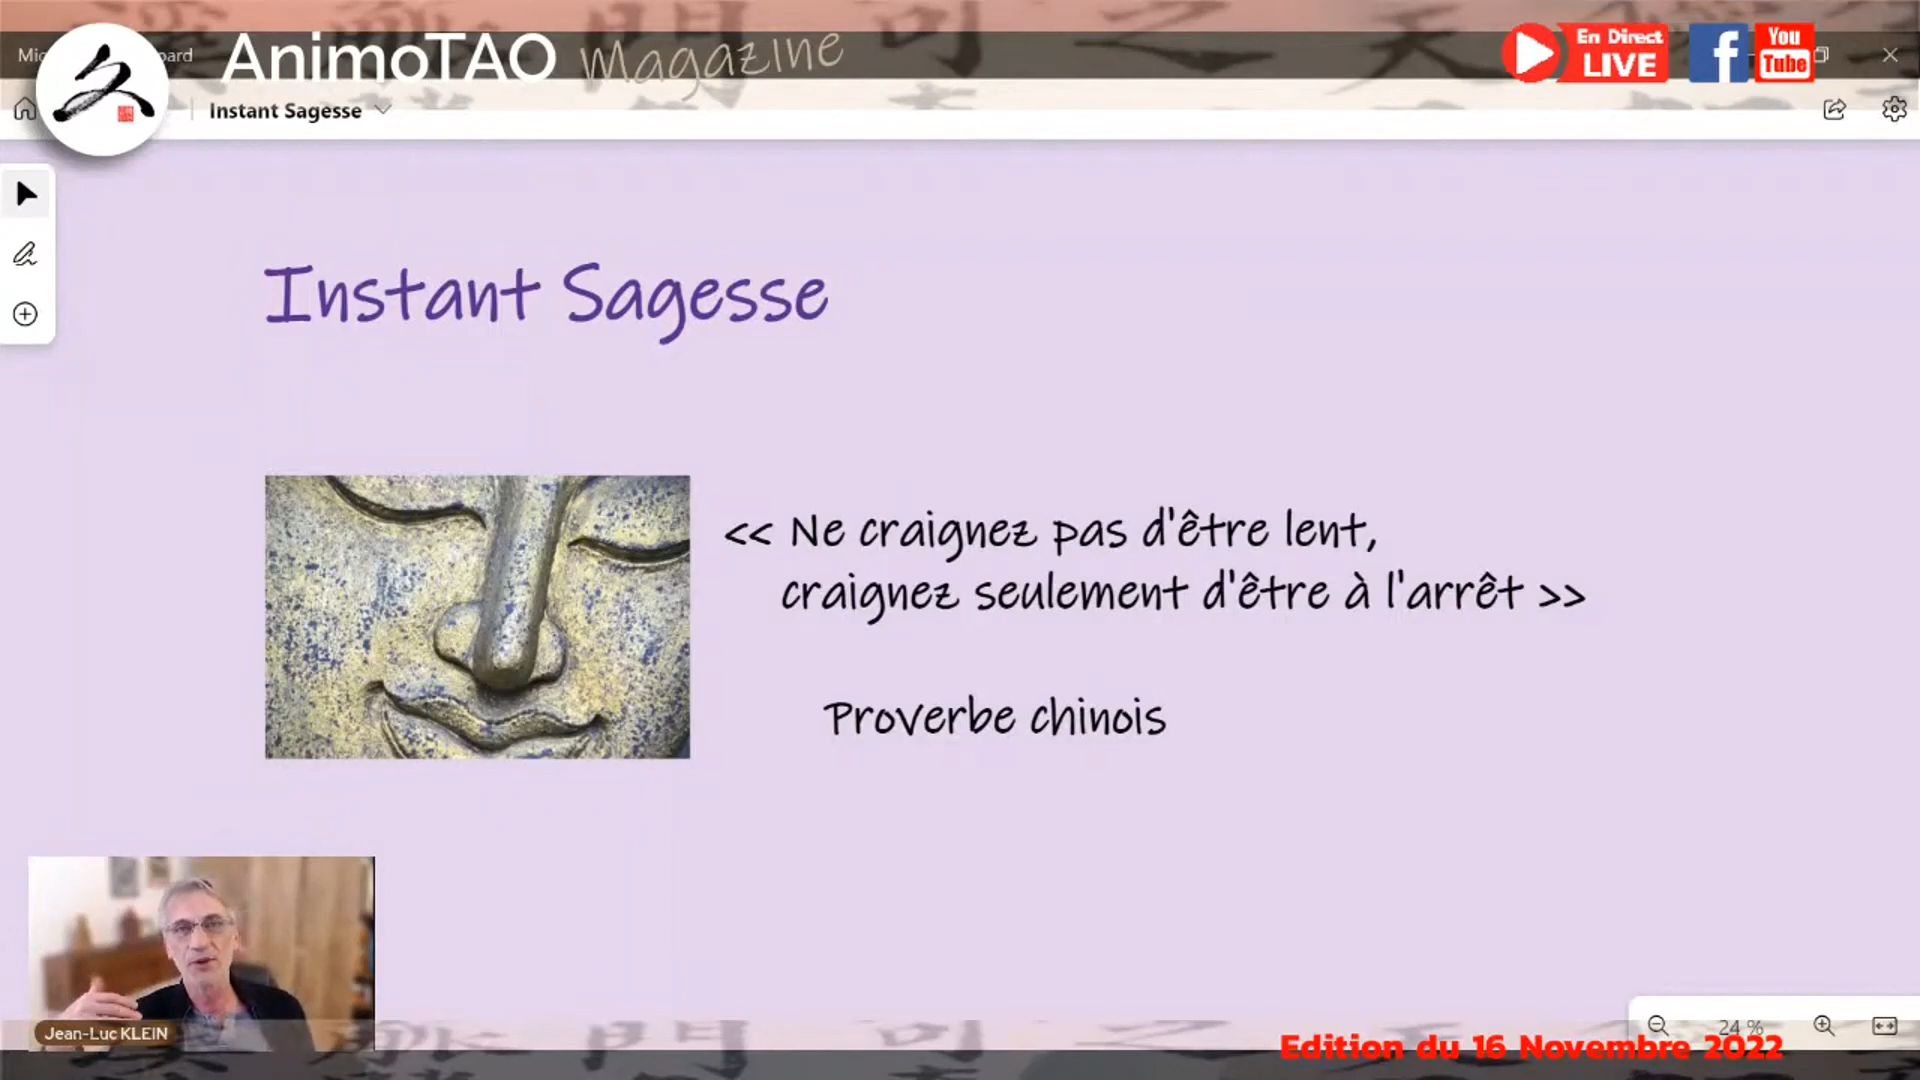 AnimoTAO Magazine
En Direct
LIVE
You
Tube
Instant Sagesse
Instant Sagesse
<< Ne craignez pas d'être lent,
craignez seulement d'être à l'arrêt >>
Proverbe chinois
Jean-Luc KLEIN
24 %
Edition du 16 Novembre 2022